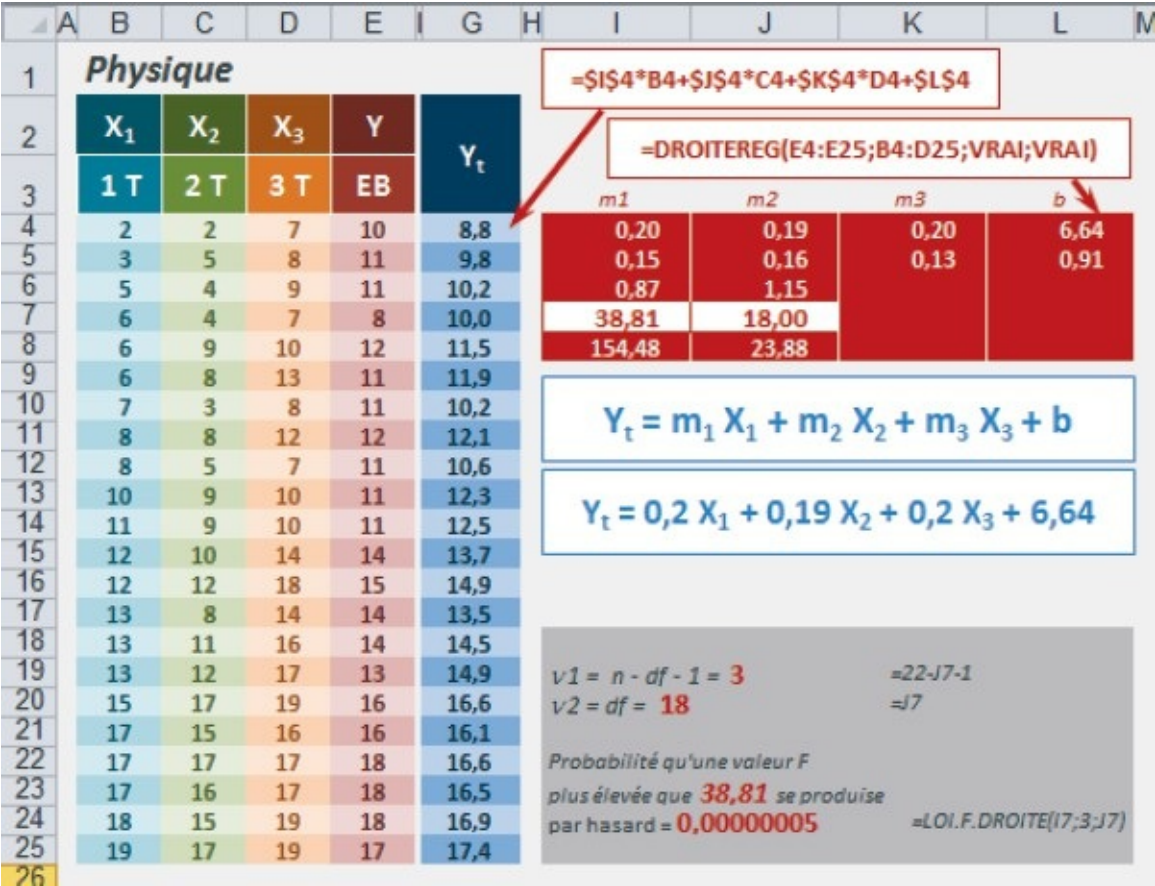 A B C D E G H I J K L M
1 Physique =$I$4*B4+$J$4*C4+$K$4*D4+$L$4
2 X₁ X₂ X₃ Y Yₜ =DROITEREG(E4:E25;B4:D25;VRAI;VRAI)
3 1 T 2 T 3 T EB m1 m2 m3 b
4 2 2 7 10 8,8 0,20 0,19 0,20 6,64
5 3 5 8 11 9,8 0,15 0,16 0,13 0,91
6 5 4 9 11 10,2 0,87 1,15
7 6 4 7 8 10,0 38,81 18,00
8 6 9 10 12 11,5 154,48 23,88
9 6 8 13 11 11,9
10 7 3 8 11 10,2 Yₜ = m₁ X₁ + m₂ X₂ + m₃ X₃ + b
11 8 8 12 12 12,1
12 8 5 7 11 10,6
13 10 9 10 11 12,3 Yₜ = 0,2 X₁ + 0,19 X₂ + 0,2 X₃ + 6,64
14 11 9 10 11 12,5
15 12 10 14 14 13,7
16 12 12 18 15 14,9
17 13 8 14 14 13,5
18 13 11 16 14 14,5
19 13 12 17 13 14,9 v1 = n - df - 1 = 3 =22-J7-1
20 15 17 19 16 16,6 v2 = df = 18 =J7
21 17 15 16 16 16,1
22 17 17 17 18 16,6 Probabilité qu'une valeur F
23 17 16 17 18 16,5 plus élevée que 38,81 se produise
24 18 15 19 18 16,9 par hasard = 0,00000005 =LOI.F.DROITE(I7;3;J7)
25 19 17 19 17 17,4
26